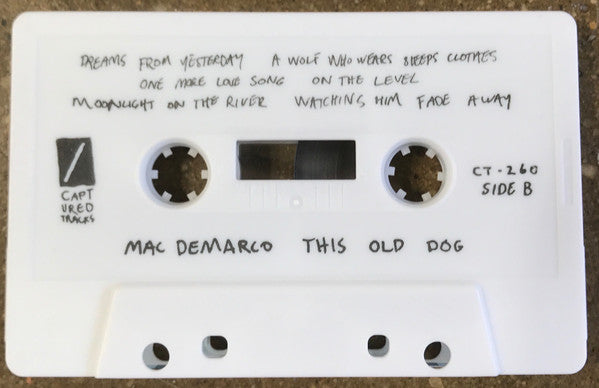 DREAMS FROM YESTERDAY A WOLF WHO WEARS SHEEPS CLOTHES
ONE MORE LOVE SONG ON THE LEVEL
MOONLIGHT ON THE RIVER WATCHING HIM FADE AWAY
CAPT
URED
TRACKS
CT-260
SIDE B
MAC DEMARCO THIS OLD DOG